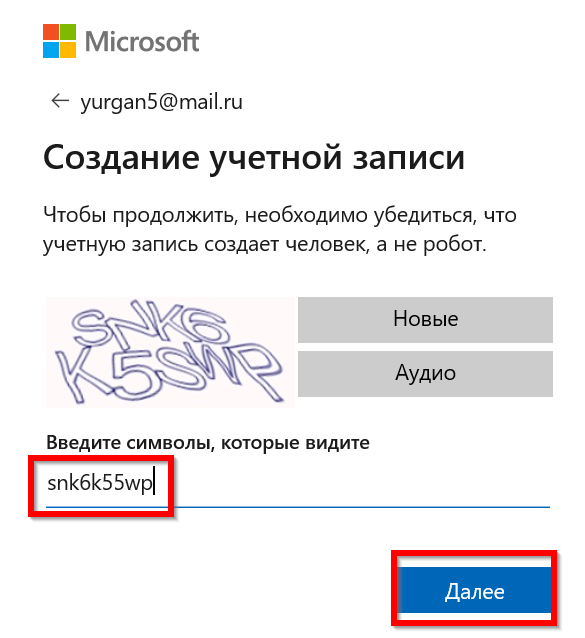 Microsoft
← yurgan5@mail.ru
Создание учетной записи
Чтобы продолжить, необходимо убедиться, что
учетную запись создает человек, а не робот.
SNK6
K5SWP
Новые
Аудио
Введите символы, которые видите
snk6k55wp
Далее